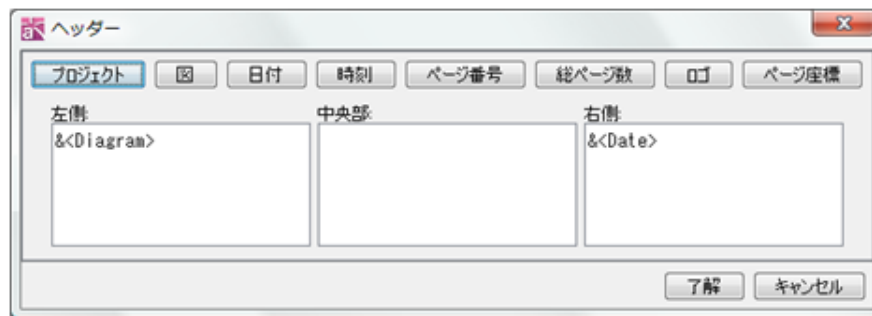 ヘッダー
プロジェクト 図 日付 時刻 ページ番号 総ページ数 ロゴ ページ座標
左側: 中央部: 右側:
&<Diagram> &<Date>
了解 キャンセル